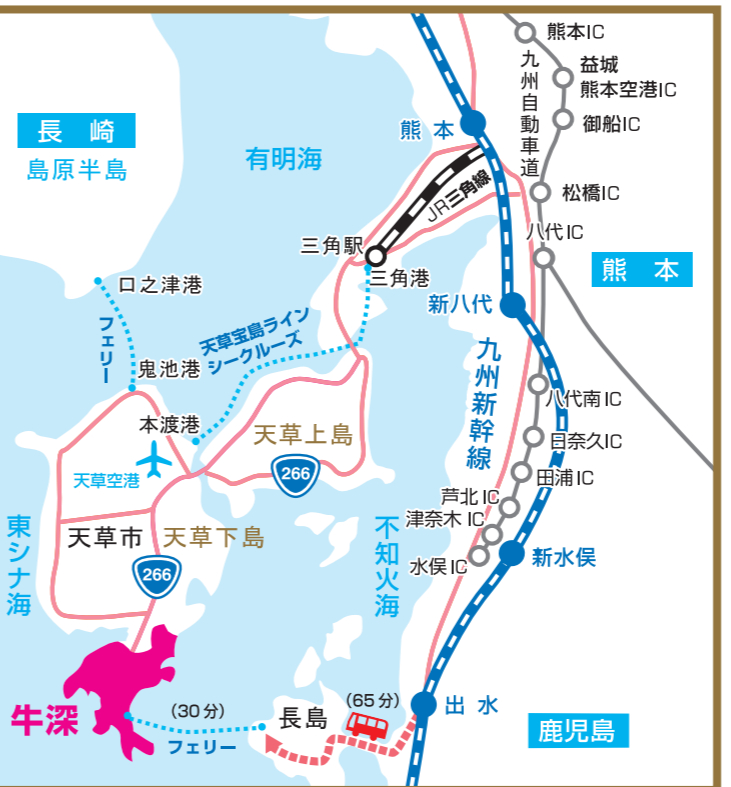 熊本IC
九州自動車道
益城
熊本空港IC
御船IC
長崎
島原半島
有明海
熊本
JR三角線
松橋IC
三角駅
三角港
八代IC
熊本
口之津港
フェリー
天草宝島ライン
シークルーズ
新八代
九州新幹線
鬼池港
本渡港
天草上島
266
八代南IC
日奈久IC
田浦IC
芦北IC
津奈木IC
水俣IC
新水俣
天草空港
東シナ海
天草市
天草下島
266
不知火海
牛深
(30分)
フェリー
長島
(65分)
出水
鹿児島